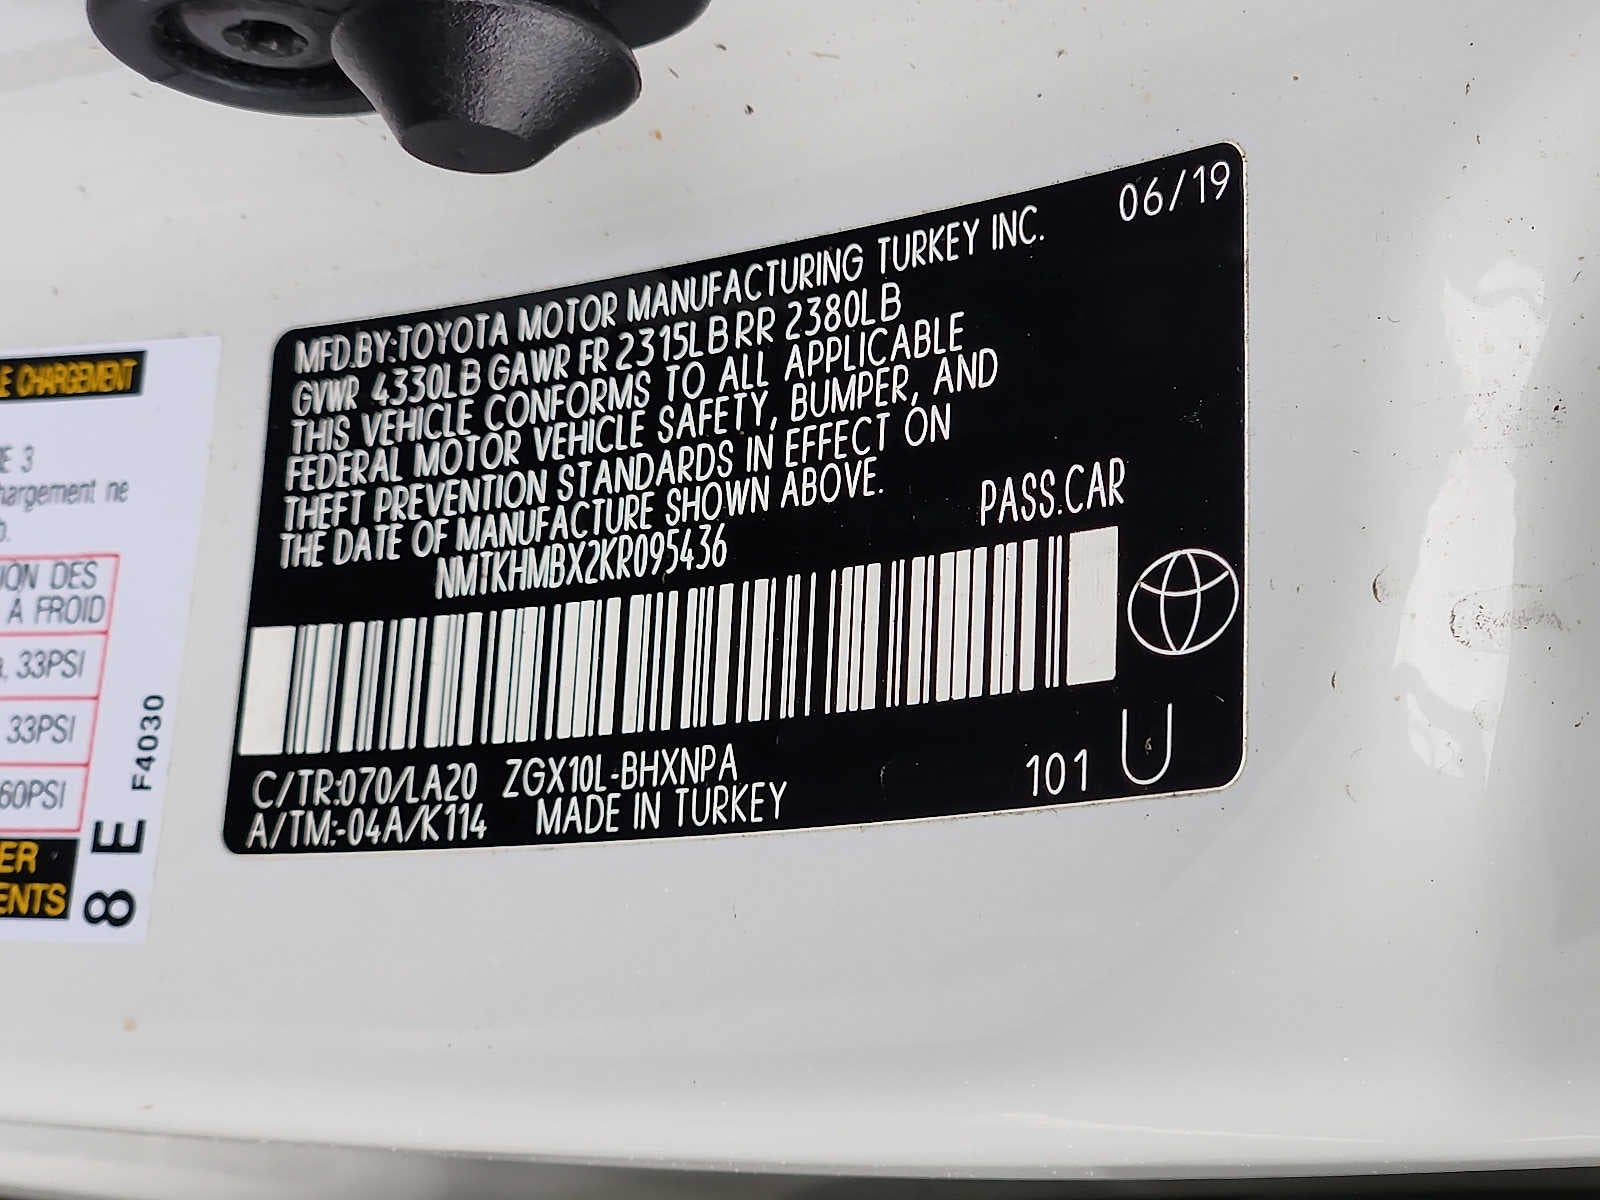 E CHARGEMENT
E 3
hargement ne
b.
ION DES
A FROID
33PSI
33PSI
60PSI
ER
ENTS
8 E F4030
06/19
MFD.BY:TOYOTA MOTOR MANUFACTURING TURKEY INC.
GVWR 4330LB GAWR FR 2315LB RR 2380LB
THIS VEHICLE CONFORMS TO ALL APPLICABLE
FEDERAL MOTOR VEHICLE SAFETY, BUMPER, AND
THEFT PREVENTION STANDARDS IN EFFECT ON
THE DATE OF MANUFACTURE SHOWN ABOVE.
NMTKHMBX2KR095436 PASS.CAR
C/TR:070/LA20 ZGX10L-BHXNPA
A/TM:-04A/K114 MADE IN TURKEY
101 U